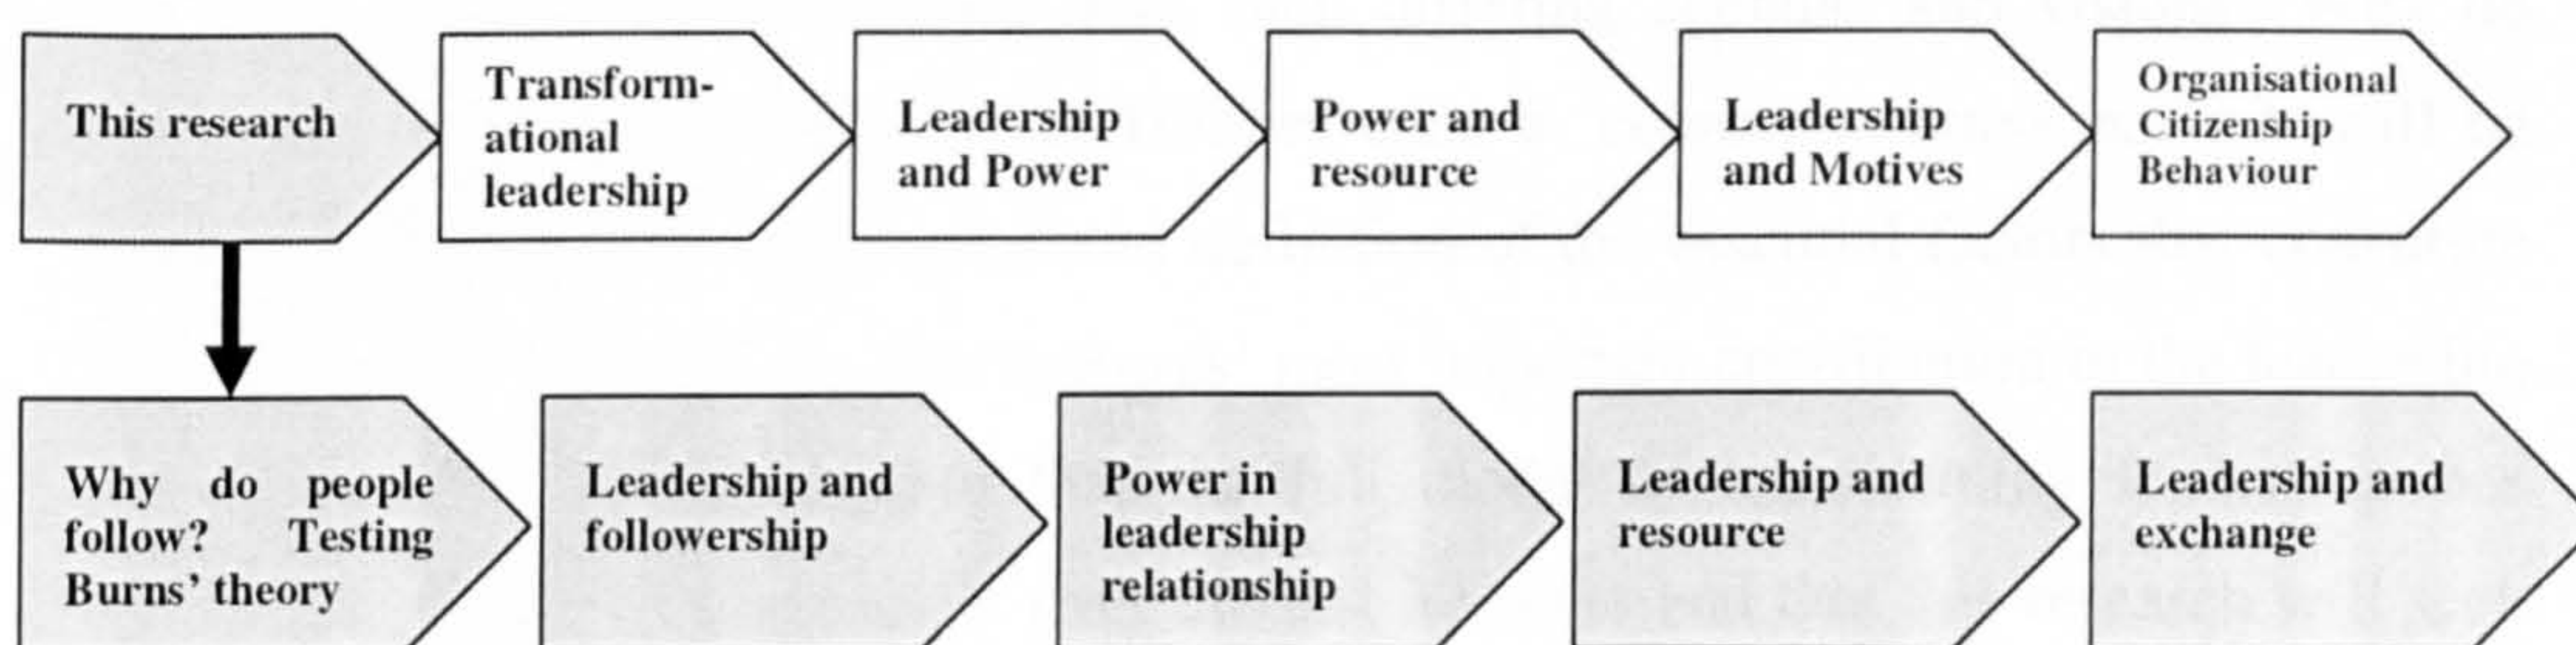 This research
Transform-
ational
leadership
Leadership
and Power
Power and
resource
Leadership
and Motives
Organisational
Citizenship
Behaviour
Why do people
follow? Testing
Burns' theory
Leadership and
followership
Power in
leadership
relationship
Leadership and
resource
Leadership and
exchange